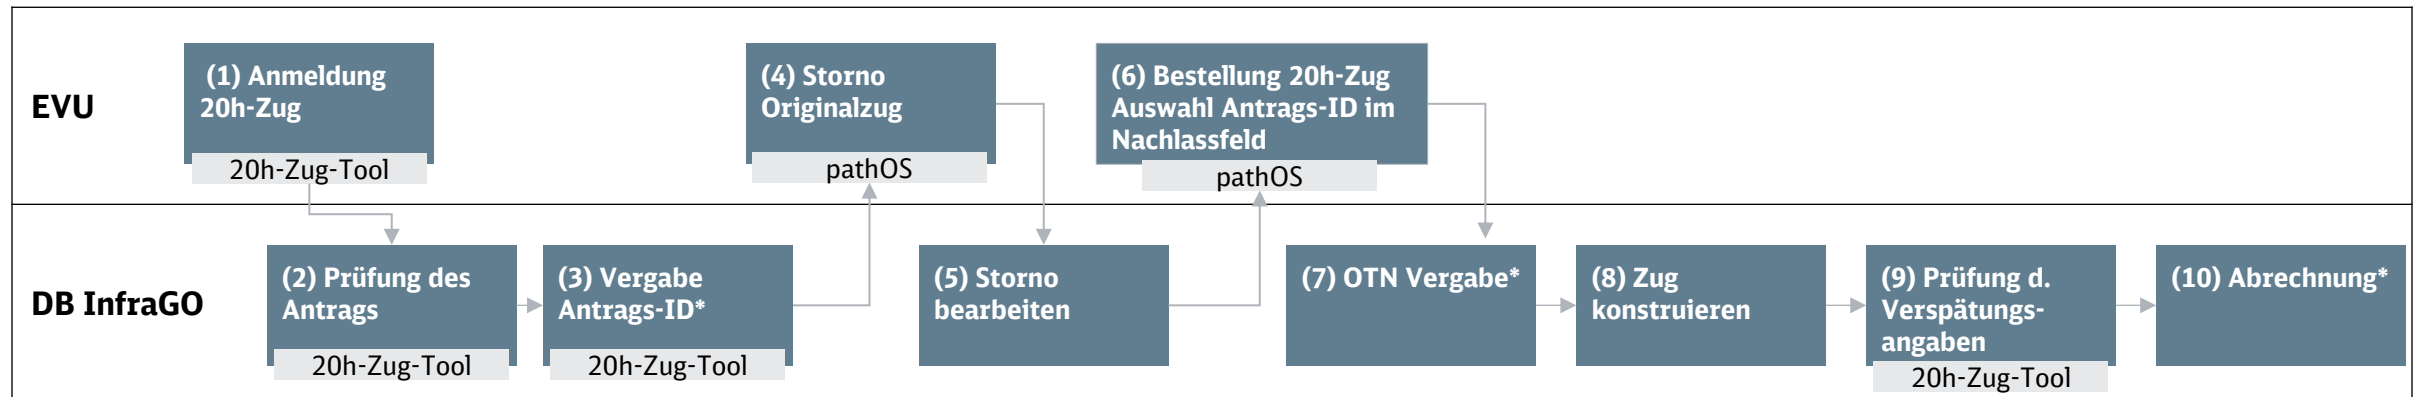 EVU
(1) Anmeldung
20h-Zug
20h-Zug-Tool
(4) Storno
Originalzug
pathOS
(6) Bestellung 20h-Zug
Auswahl Antrags-ID im
Nachlassfeld
pathOS
DB InfraGO
(2) Prüfung des
Antrags
20h-Zug-Tool
(3) Vergabe
Antrags-ID*
20h-Zug-Tool
(5) Storno
bearbeiten
(7) OTN Vergabe*
(8) Zug
konstruieren
(9) Prüfung d.
Verspätungs-
angaben
20h-Zug-Tool
(10) Abrechnung*